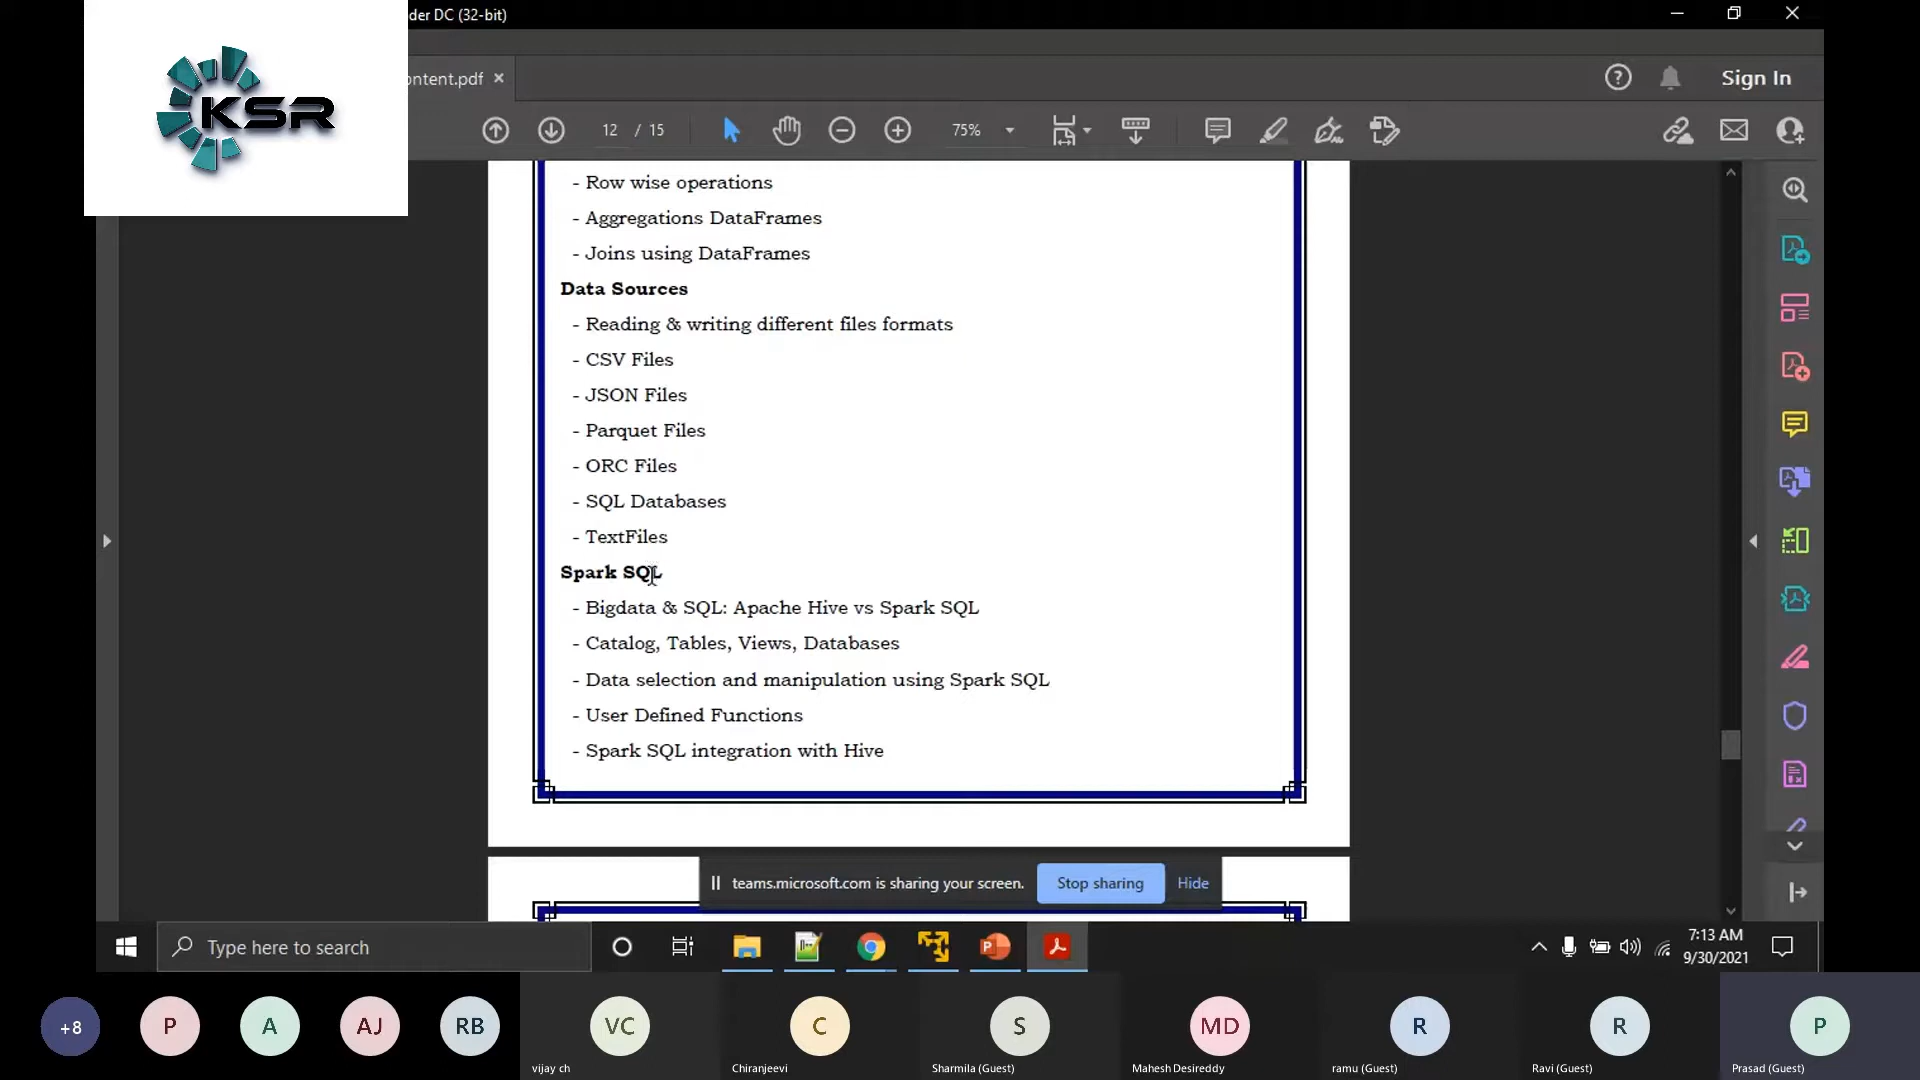 der DC (32-bit)
KSR
ontent.pdf
Sign In
12 / 15
75%
- Row wise operations
- Aggregations DataFrames
- Joins using DataFrames
Data Sources
- Reading & writing different files formats
- CSV Files
- JSON Files
- Parquet Files
- ORC Files
- SQL Databases
- TextFiles
Spark SQL
- Bigdata & SQL: Apache Hive vs Spark SQL
- Catalog, Tables, Views, Databases
- Data selection and manipulation using Spark SQL
- User Defined Functions
- Spark SQL integration with Hive
teams.microsoft.com is sharing your screen.
Stop sharing
Hide
Type here to search
7:13 AM
9/30/2021
+8
P
A
AJ
RB
VC
C
S
MD
R
R
P
vijay ch
Chiranjeevi
Sharmila (Guest)
Mahesh Desireddy
ramu (Guest)
Ravi (Guest)
Prasad (Guest)